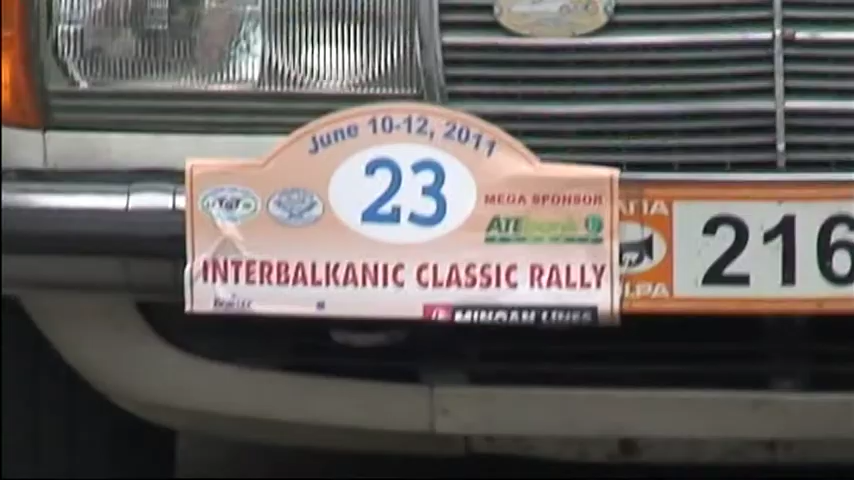 June 10-12, 2011
23
MEGA SPONSOR
ATEbank
INTERBALKANIC CLASSIC RALLY
MINOAN LINES
216